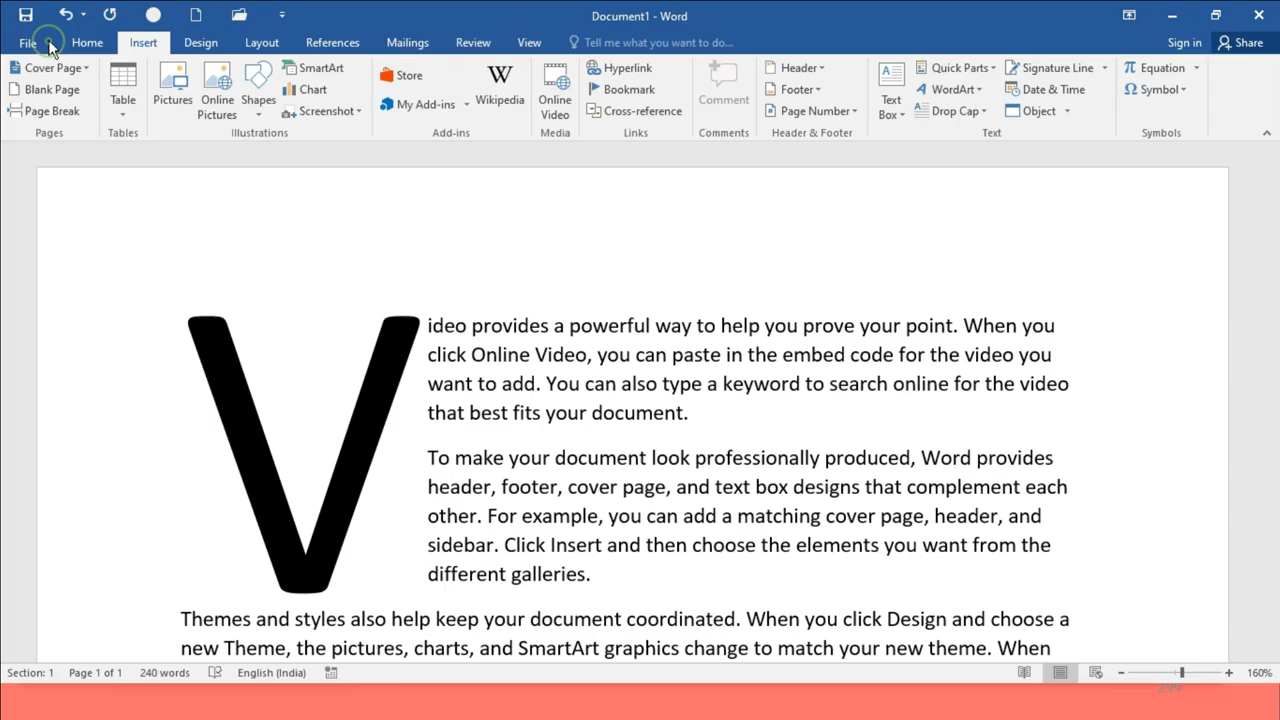 Document1 - Word
File Home Insert Design Layout References Mailings Review View Tell me what you want to do... Sign in Share
Cover Page
Blank Page
Page Break
Pages
Table
Tables
Pictures
Online Pictures
Shapes
SmartArt
Chart
Screenshot
Illustrations
Store
My Add-ins
W
Wikipedia
Add-ins
Online Video
Media
Hyperlink
Bookmark
Cross-reference
Links
Comment
Comments
Header
Footer
Page Number
Header & Footer
Text Box
Quick Parts
WordArt
Drop Cap
Signature Line
Date & Time
Object
Text
Equation
Symbol
Symbols
Video provides a powerful way to help you prove your point. When you
click Online Video, you can paste in the embed code for the video you
want to add. You can also type a keyword to search online for the video
that best fits your document.
To make your document look professionally produced, Word provides
header, footer, cover page, and text box designs that complement each
other. For example, you can add a matching cover page, header, and
sidebar. Click Insert and then choose the elements you want from the
different galleries.
Themes and styles also help keep your document coordinated. When you click Design and choose a
new Theme, the pictures, charts, and SmartArt graphics change to match your new theme. When
Section: 1 Page 1 of 1 240 words English (India) 160%
299